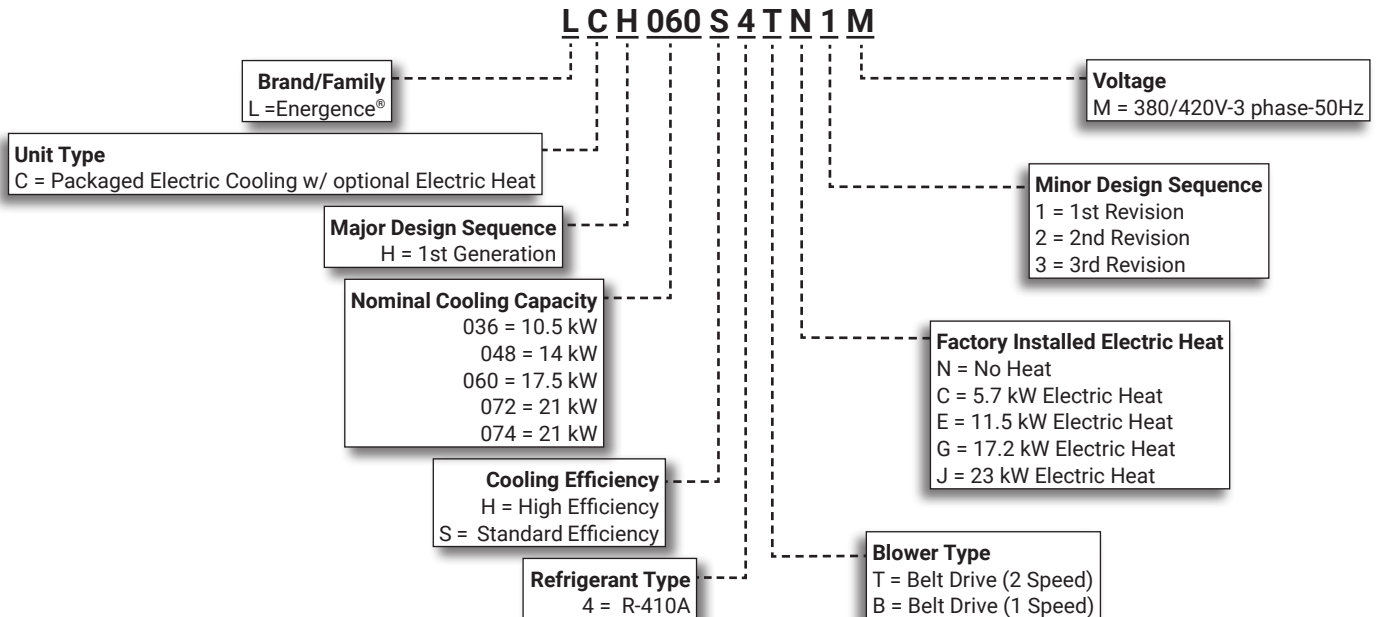 L C H 060 S 4 T N 1 M
Brand/Family
L =Energence®
Unit Type
C = Packaged Electric Cooling w/ optional Electric Heat
Major Design Sequence
H = 1st Generation
Nominal Cooling Capacity
036 = 10.5 kW
048 = 14 kW
060 = 17.5 kW
072 = 21 kW
074 = 21 kW
Cooling Efficiency
H = High Efficiency
S = Standard Efficiency
Refrigerant Type
4 = R-410A
Voltage
M = 380/420V-3 phase-50Hz
Minor Design Sequence
1 = 1st Revision
2 = 2nd Revision
3 = 3rd Revision
Factory Installed Electric Heat
N = No Heat
C = 5.7 kW Electric Heat
E = 11.5 kW Electric Heat
G = 17.2 kW Electric Heat
J = 23 kW Electric Heat
Blower Type
T = Belt Drive (2 Speed)
B = Belt Drive (1 Speed)